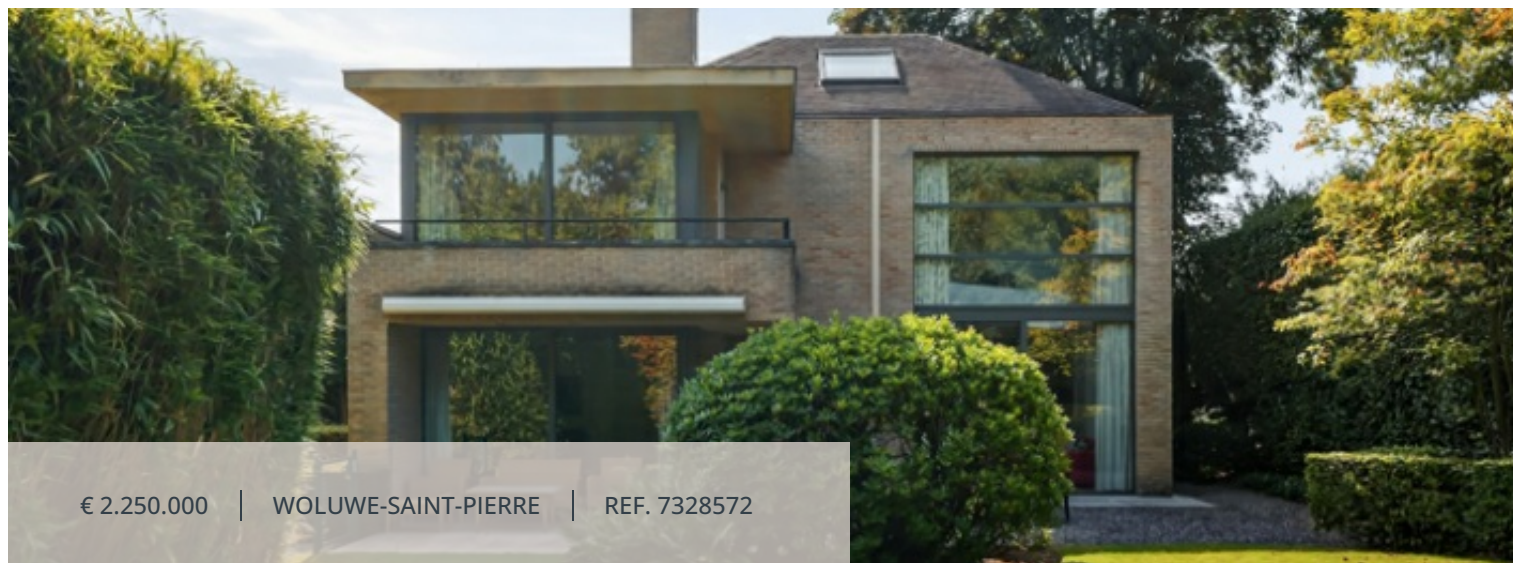 € 2.250.000 | WOLUWE-SAINT-PIERRE | REF. 7328572